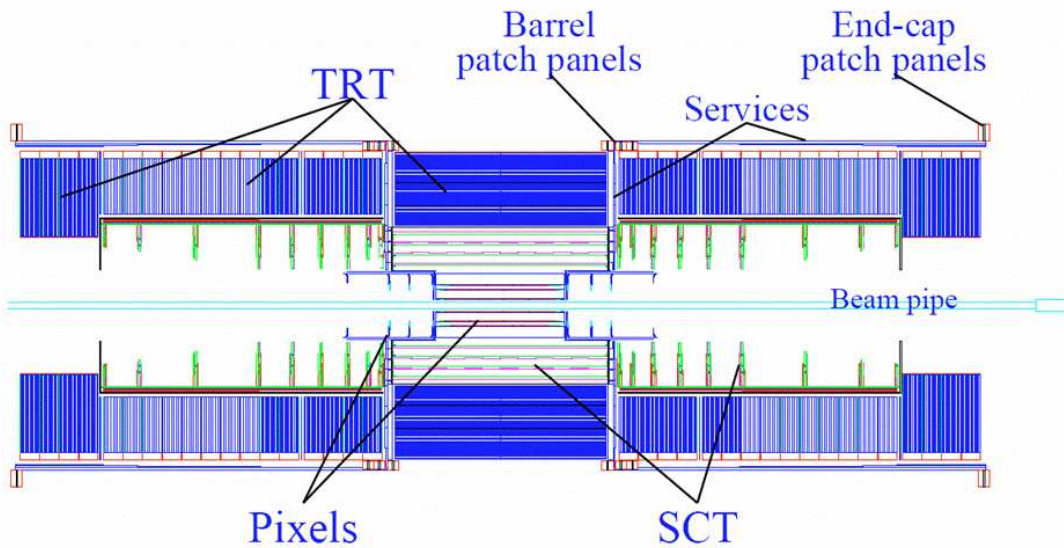 Barrel
patch panels
End-cap
patch panels
TRT
Services
Beam pipe
Pixels
SCT